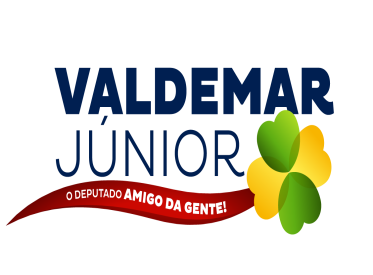 VALDEMAR
JÚNIOR
O DEPUTADO AMIGO DA GENTE!